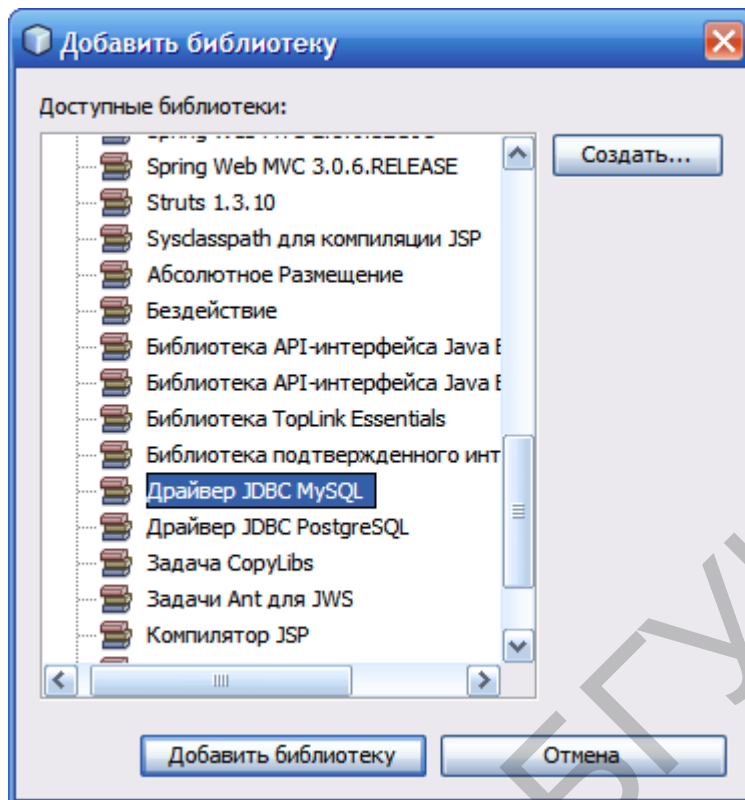 Добавить библиотеку
Доступные библиотеки:
Spring Web MVC 3.0.6.RELEASE
Struts 1.3.10
Sysclasspath для компиляции JSP
Абсолютное Размещение
Бездействие
Библиотека API-интерфейса Java E
Библиотека API-интерфейса Java E
Библиотека TopLink Essentials
Библиотека подтвержденного инт
Драйвер JDBC MySQL
Драйвер JDBC PostgreSQL
Задача CopyLibs
Задачи Ant для JWS
Компилятор JSP
Создать...
Добавить библиотеку
Отмена
БГУ